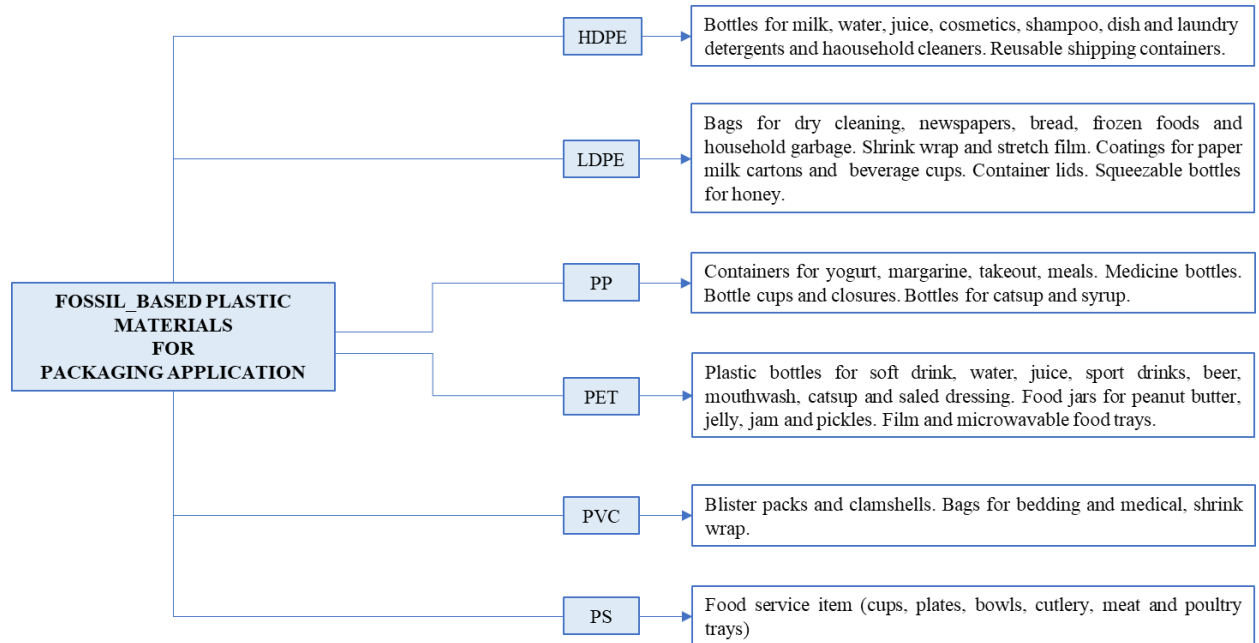 HDPE
Bottles for milk, water, juice, cosmetics, shampoo, dish and laundry
detergents and haousehold cleaners. Reusable shipping containers.
LDPE
Bags for dry cleaning, newspapers, bread, frozen foods and
household garbage. Shrink wrap and stretch film. Coatings for paper
milk cartons and beverage cups. Container lids. Squeezable bottles
for honey.
FOSSIL_BASED PLASTIC
MATERIALS
FOR
PACKAGING APPLICATION
PP
Containers for yogurt, margarine, takeout, meals. Medicine bottles.
Bottle cups and closures. Bottles for catsup and syrup.
PET
Plastic bottles for soft drink, water, juice, sport drinks, beer,
mouthwash, catsup and saled dressing. Food jars for peanut butter,
jelly, jam and pickles. Film and microwavable food trays.
PVC
Blister packs and clamshells. Bags for bedding and medical, shrink
wrap.
PS
Food service item (cups, plates, bowls, cutlery, meat and poultry
trays)